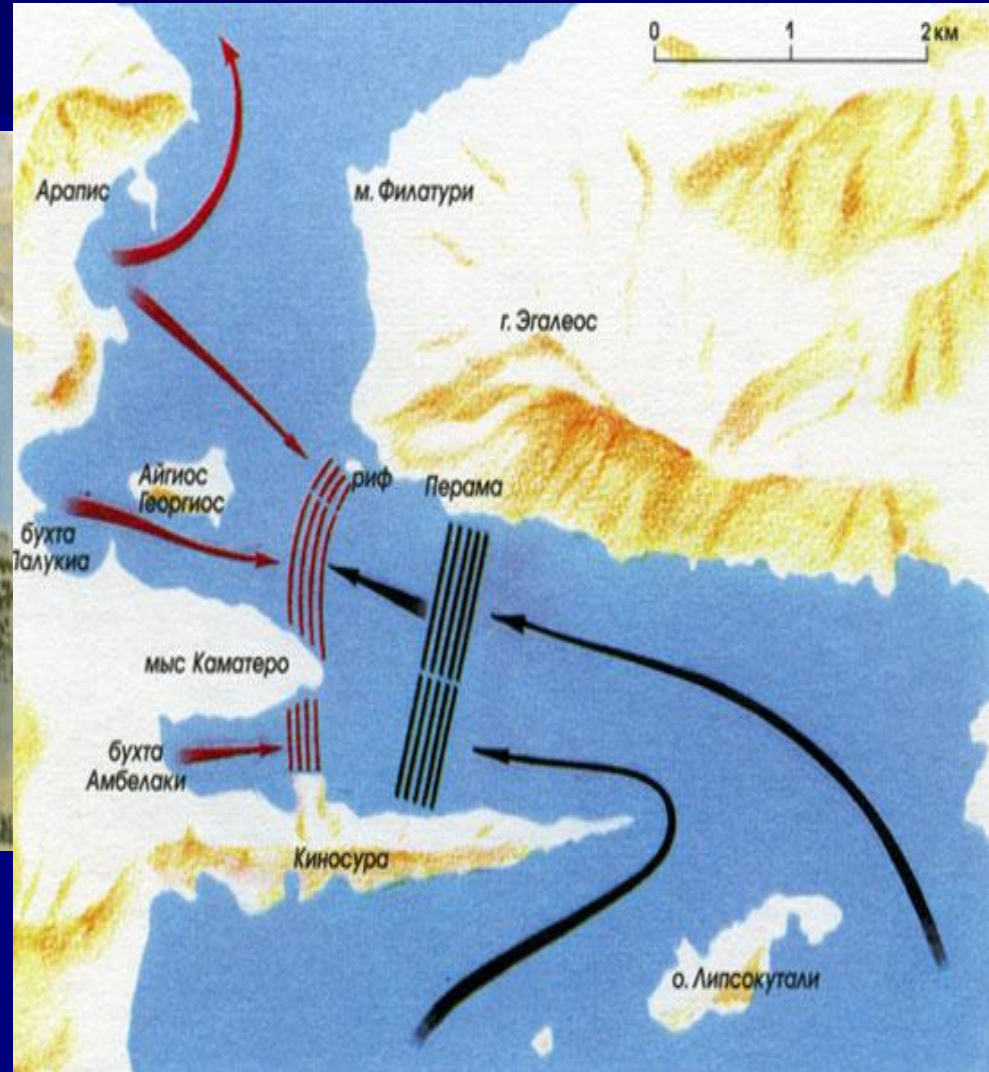 0 1 2 км
Арапис
м. Филатури
г. Эгалеос
Айгиос
Георгиос
риф
Перама
бухта
Палукиа
мыс Каматеро
бухта
Амбелаки
Киносура
о. Липсокутали